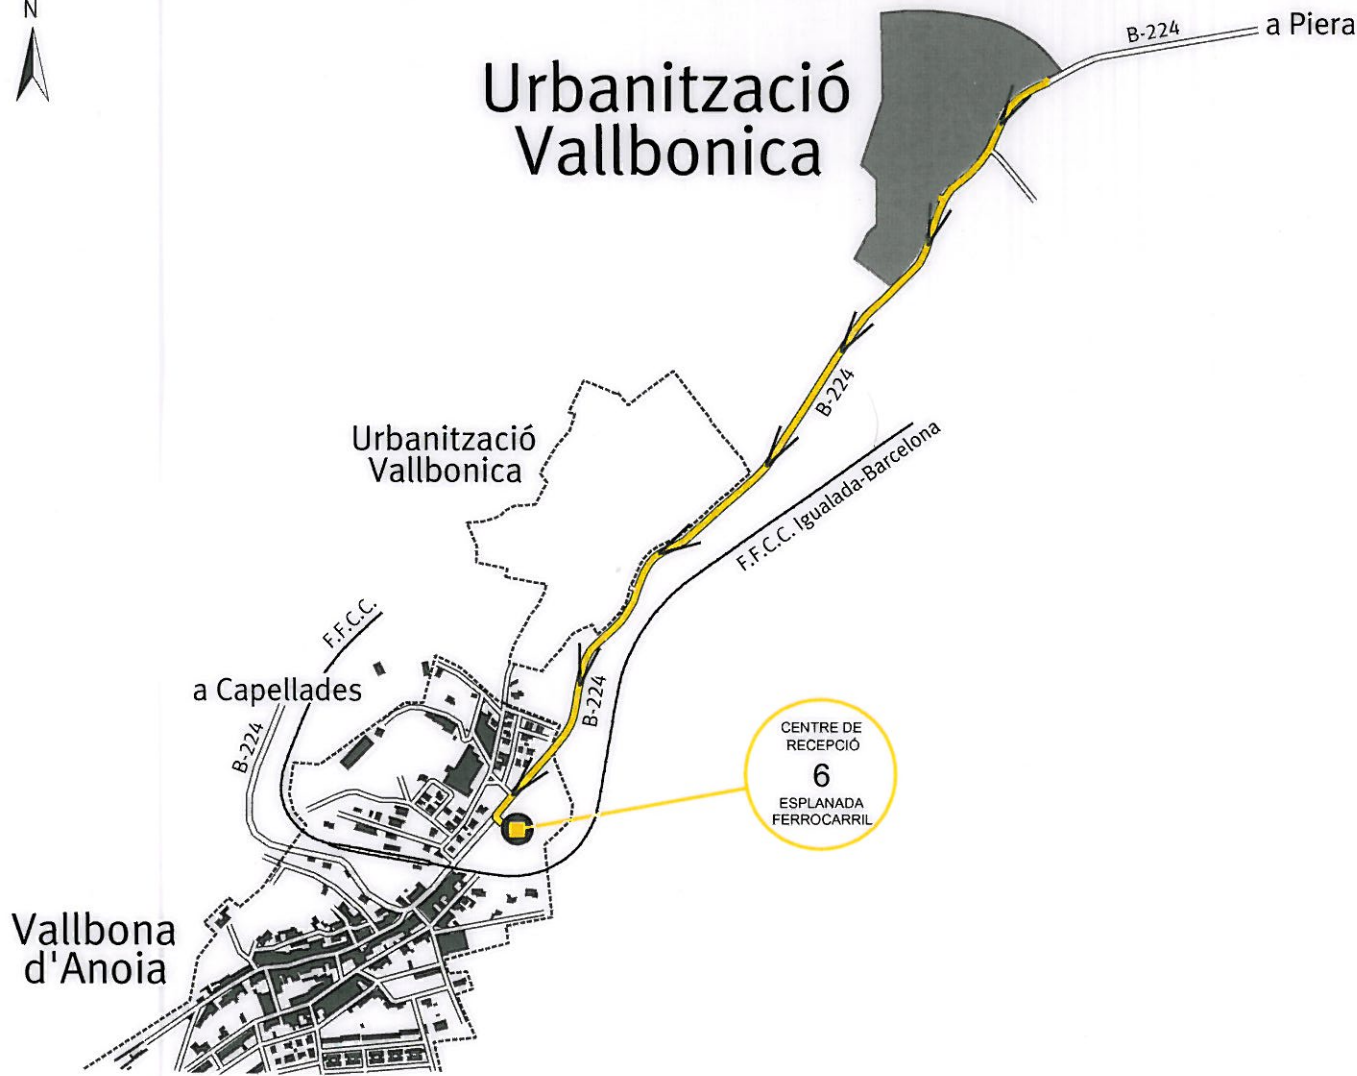 N
B-224
a Piera
Urbanització
Vallbonica
B-224
Urbanització
Vallbonica
F.F.C.C. Igualada-Barcelona
F.F.C.C.
a Capellades
B-224
B-224
CENTRE DE
RECEPCIÓ
6
ESPLANADA
FERROCARRIL
Vallbona
d'Anoia